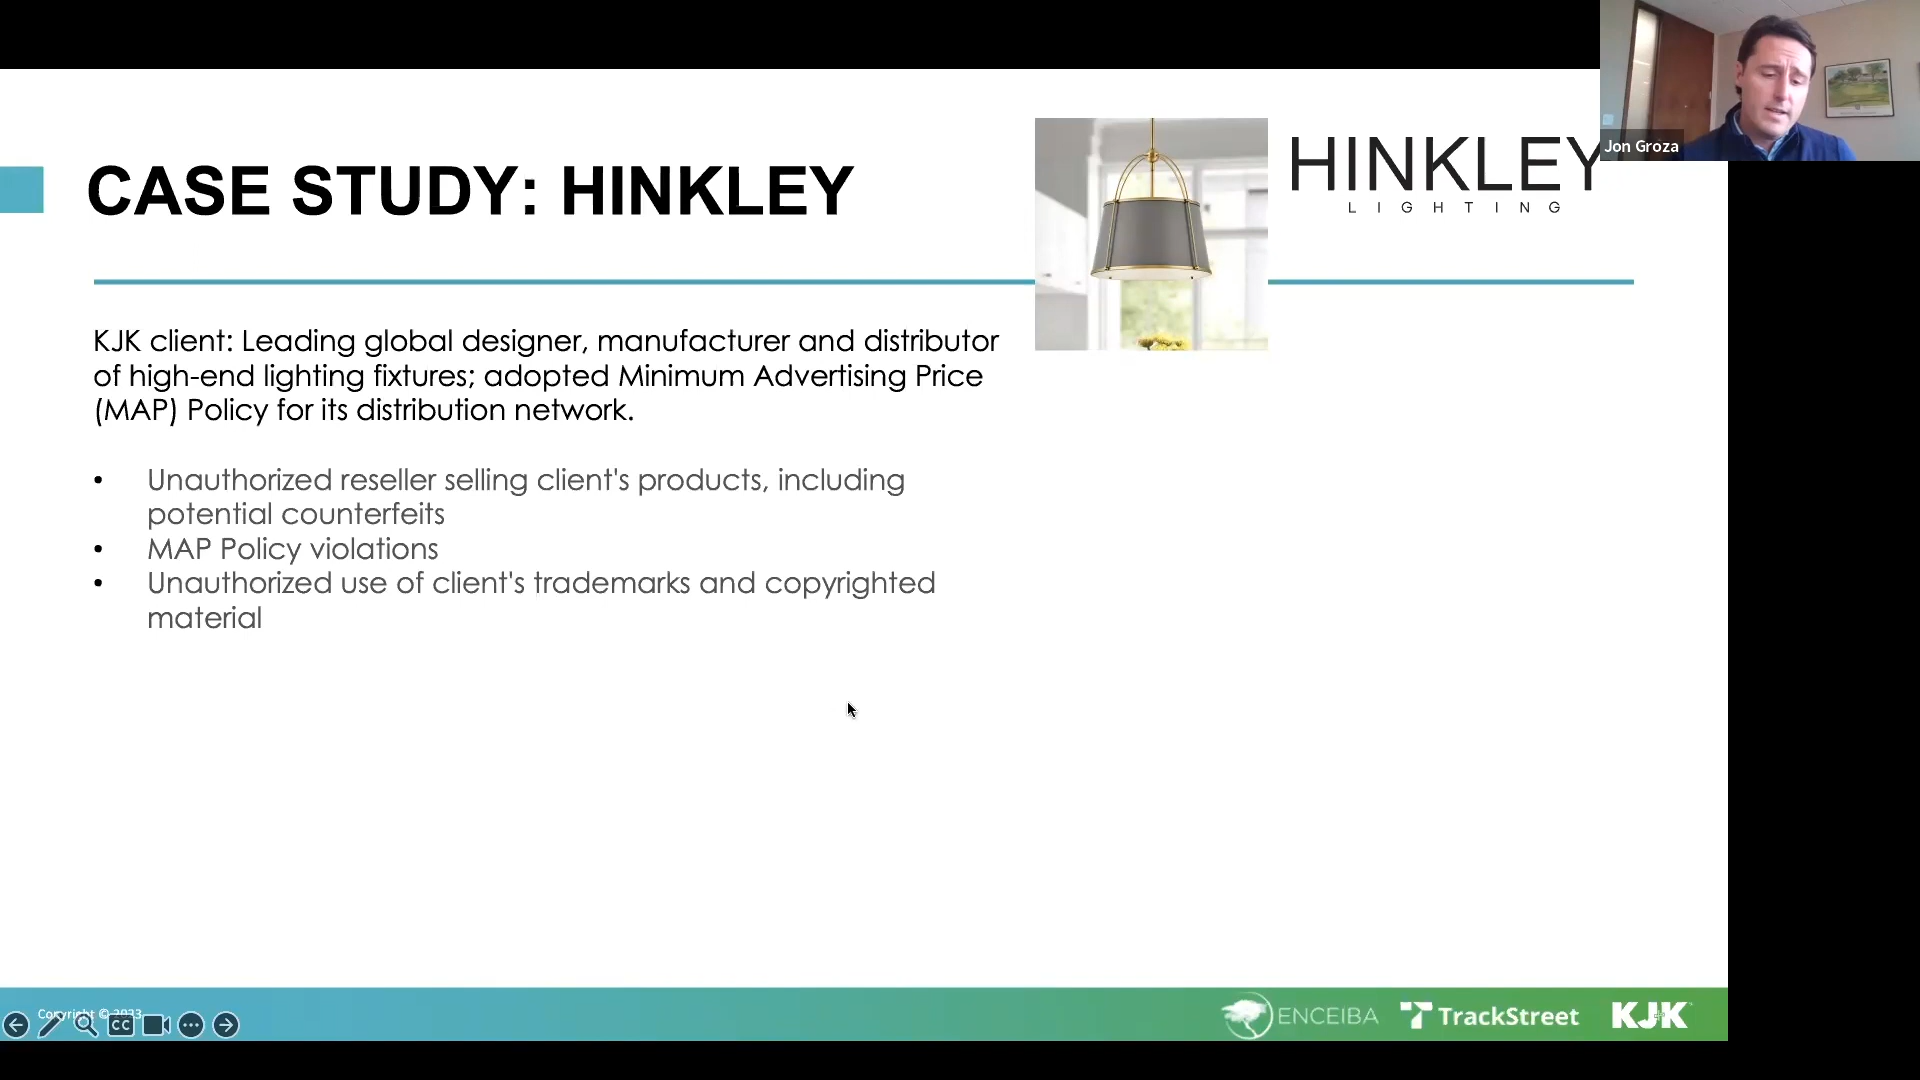 Jon Groza
CASE STUDY: HINKLEY
HINKLEY
LIGHTING
KJK client: Leading global designer, manufacturer and distributor
of high-end lighting fixtures; adopted Minimum Advertising Price
(MAP) Policy for its distribution network.
• Unauthorized reseller selling client's products, including
potential counterfeits
• MAP Policy violations
• Unauthorized use of client's trademarks and copyrighted
material
Copyright ©
CC
ENCEIBA
TrackStreet
KJK